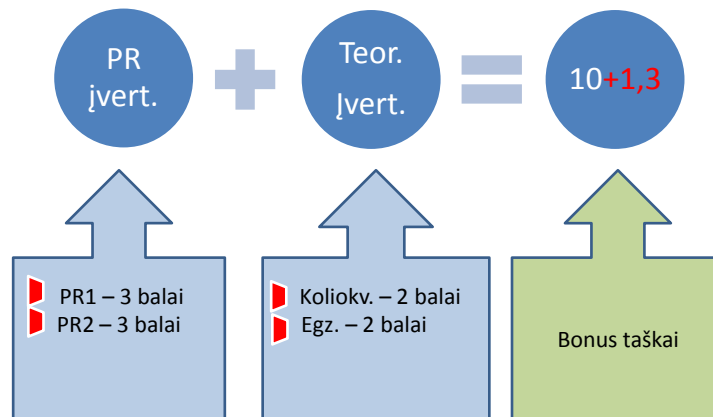 PR
įvert.
Teor.
Įvert.
10+1,3
PR1 – 3 balai
PR2 – 3 balai
Koliokv. – 2 balai
Egz. – 2 balai
Bonus taškai